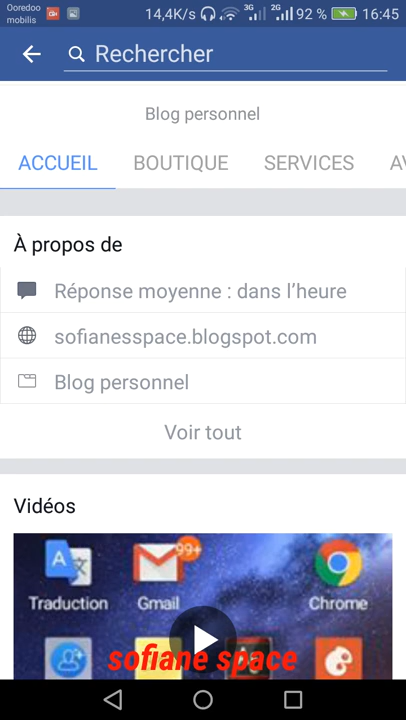 Ooredoo
mobilis
14,4K/s
3G
2G
92 %
16:45
Rechercher
Blog personnel
ACCUEIL BOUTIQUE SERVICES AV
À propos de
Réponse moyenne : dans l’heure
sofianesspace.blogspot.com
Blog personnel
Voir tout
Vidéos
99+
Traduction Gmail Chrome
sofiane space